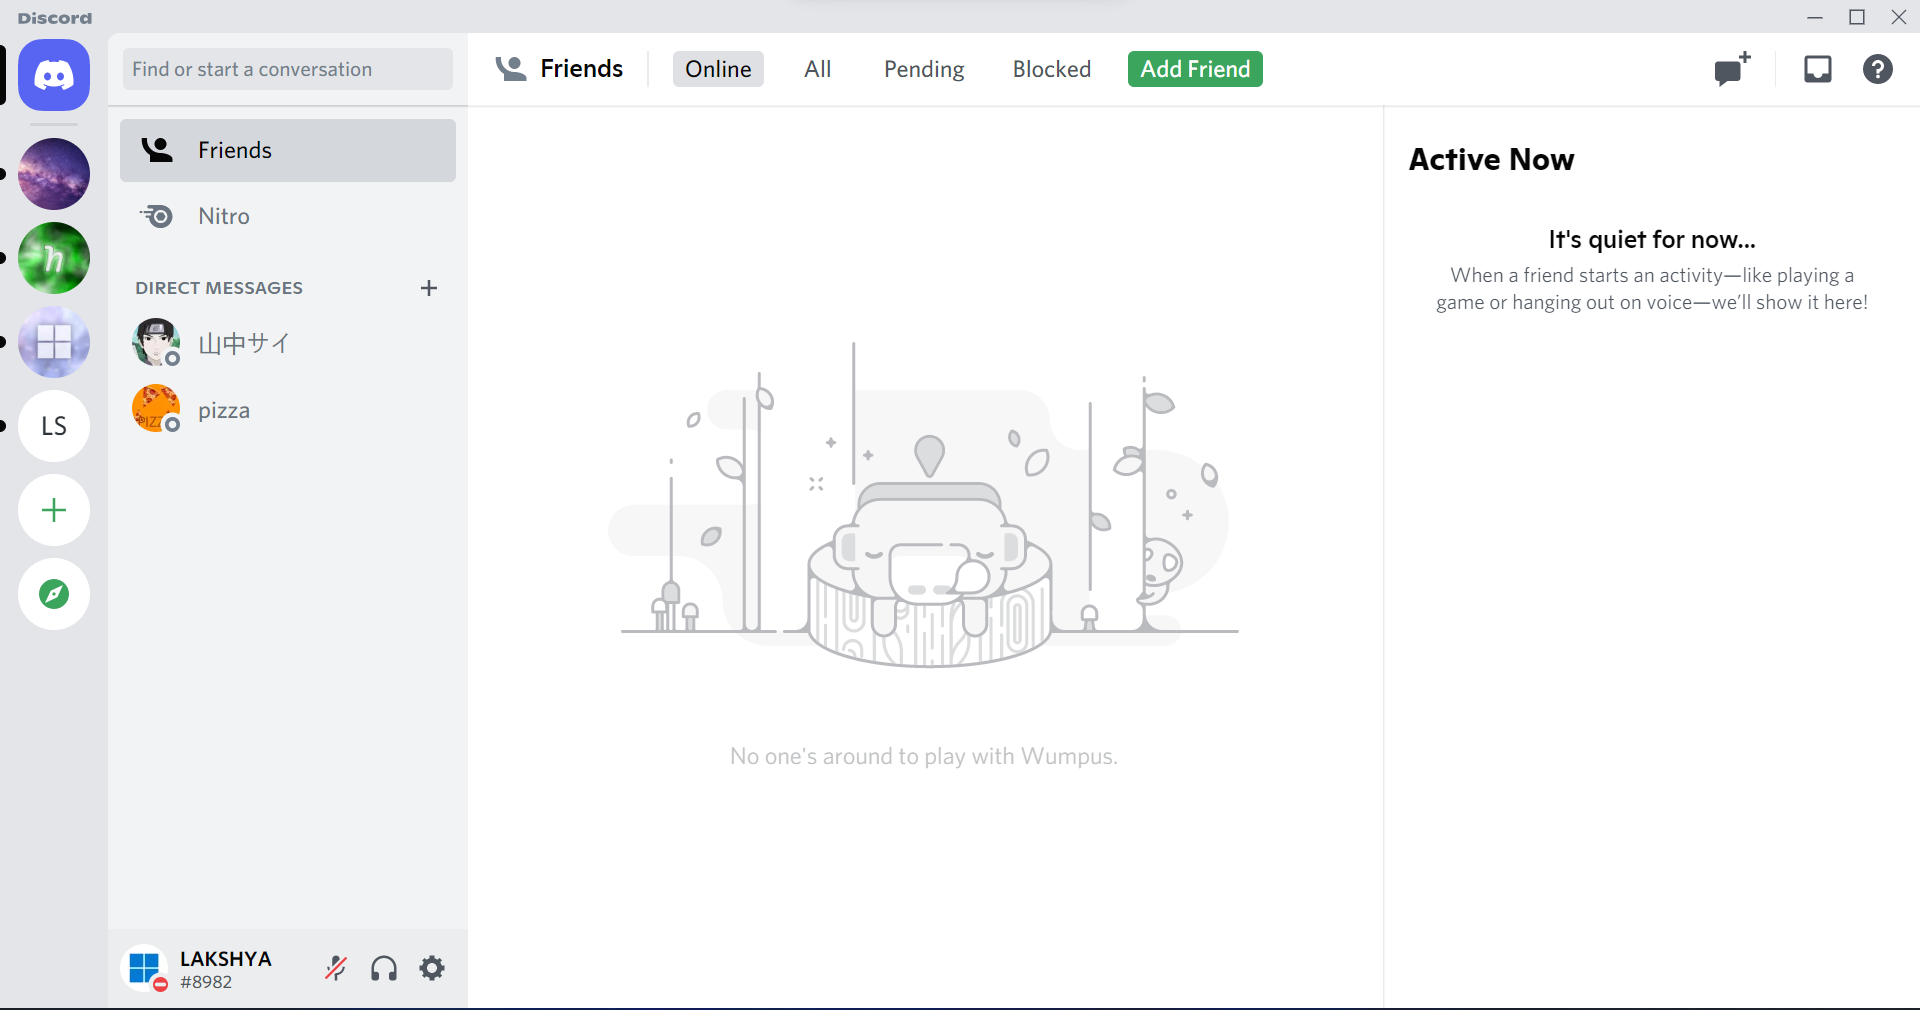 Discord
Find or start a conversation
Friends
Online
All
Pending
Blocked
Add Friend
Friends
Nitro
DIRECT MESSAGES
山中サイ
pizza
h
LS
Active Now
It's quiet for now...
When a friend starts an activity—like playing a
game or hanging out on voice—we’ll show it here!
No one's around to play with Wumpus.
LAKSHYA
#8982